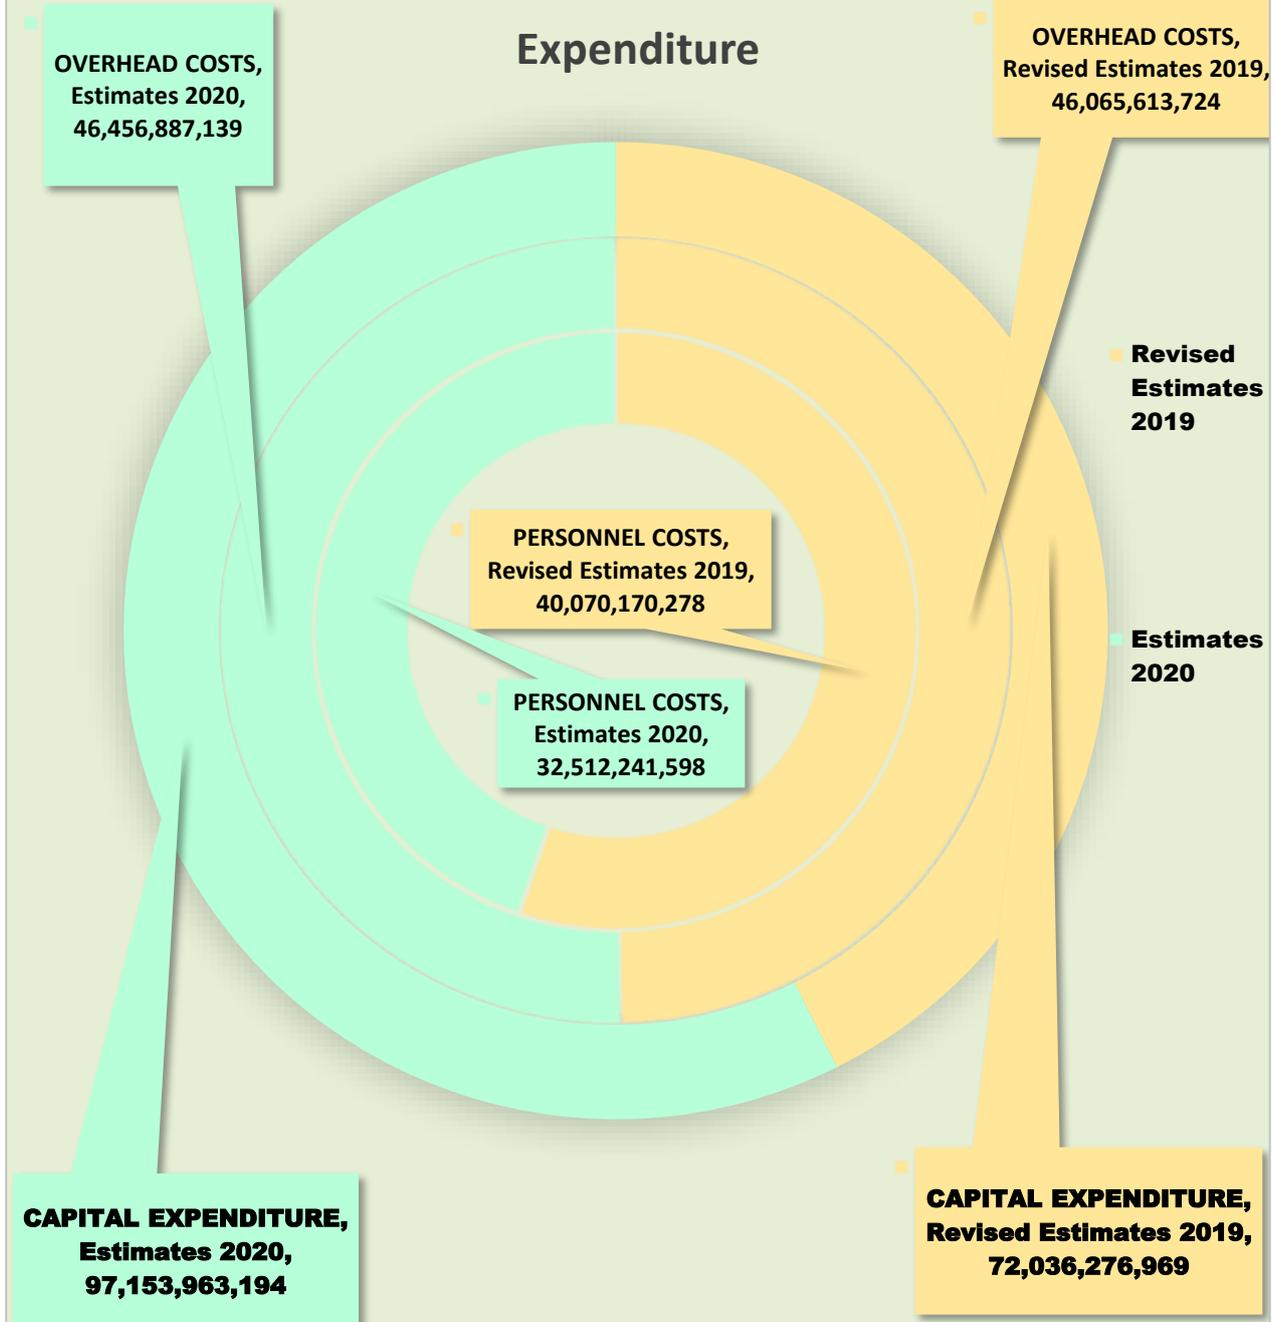 Expenditure
OVERHEAD COSTS,
Estimates 2020,
46,456,887,139
OVERHEAD COSTS,
Revised Estimates 2019,
46,065,613,724
Revised
Estimates
2019
PERSONNEL COSTS,
Revised Estimates 2019,
40,070,170,278
Estimates
2020
PERSONNEL COSTS,
Estimates 2020,
32,512,241,598
CAPITAL EXPENDITURE,
Estimates 2020,
97,153,963,194
CAPITAL EXPENDITURE,
Revised Estimates 2019,
72,036,276,969